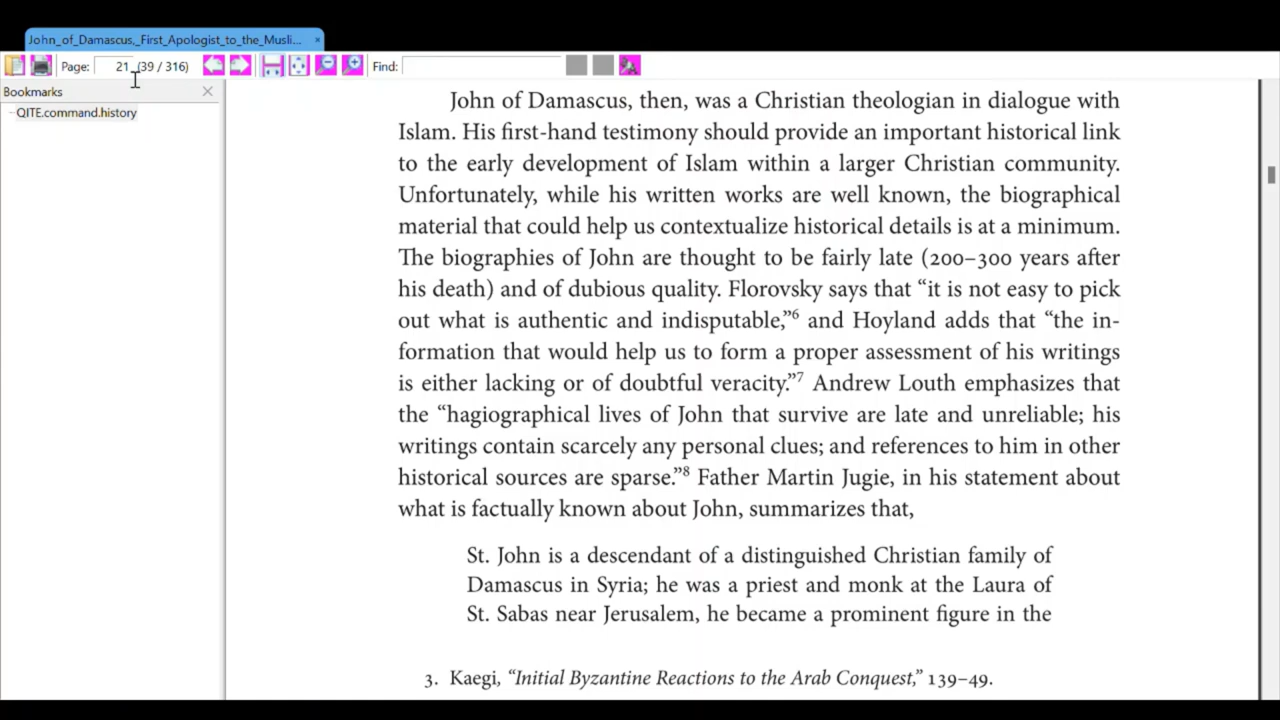 John_of_Damascus,_First_Apologist_to_the_Musli...
Page: 21 (39 / 316) Find:
Bookmarks
QITE.command.history
John of Damascus, then, was a Christian theologian in dialogue with
Islam. His first-hand testimony should provide an important historical link
to the early development of Islam within a larger Christian community.
Unfortunately, while his written works are well known, the biographical
material that could help us contextualize historical details is at a minimum.
The biographies of John are thought to be fairly late (200–300 years after
his death) and of dubious quality. Florovsky says that “it is not easy to pick
out what is authentic and indisputable,”6 and Hoyland adds that “the in-
formation that would help us to form a proper assessment of his writings
is either lacking or of doubtful veracity.”7 Andrew Louth emphasizes that
the “hagiographical lives of John that survive are late and unreliable; his
writings contain scarcely any personal clues; and references to him in other
historical sources are sparse.”8 Father Martin Jugie, in his statement about
what is factually known about John, summarizes that,
St. John is a descendant of a distinguished Christian family of
Damascus in Syria; he was a priest and monk at the Laura of
St. Sabas near Jerusalem, he became a prominent figure in the
3. Kaegi, “Initial Byzantine Reactions to the Arab Conquest,” 139–49.